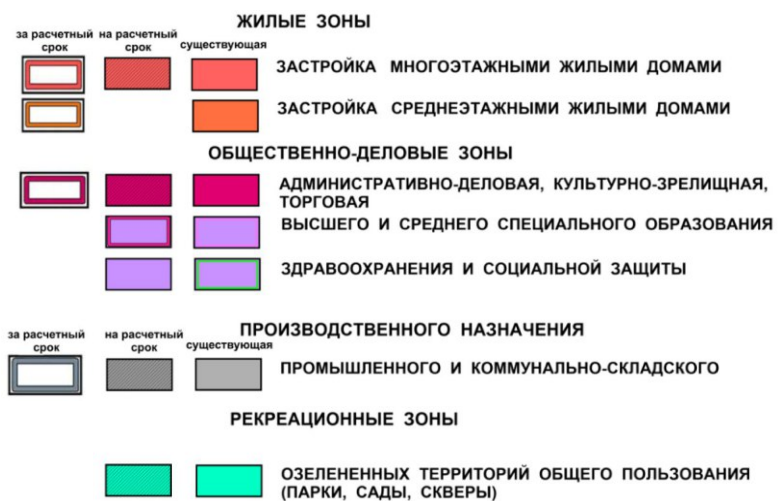 ЖИЛЫЕ ЗОНЫ
за расчетный срок
на расчетный срок
существующая
ЗАСТРОЙКА МНОГОЭТАЖНЫМИ ЖИЛЫМИ ДОМАМИ
ЗАСТРОЙКА СРЕДНЕЭТАЖНЫМИ ЖИЛЫМИ ДОМАМИ
ОБЩЕСТВЕННО-ДЕЛОВЫЕ ЗОНЫ
АДМИНИСТРАТИВНО-ДЕЛОВАЯ, КУЛЬТУРНО-ЗРЕЛИЩНАЯ,
ТОРГОВАЯ
ВЫСШЕГО И СРЕДНЕГО СПЕЦИАЛЬНОГО ОБРАЗОВАНИЯ
ЗДРАВООХРАНЕНИЯ И СОЦИАЛЬНОЙ ЗАЩИТЫ
ПРОИЗВОДСТВЕННОГО НАЗНАЧЕНИЯ
за расчетный
срок
на расчетный
срок
существующая
ПРОМЫШЛЕННОГО И КОММУНАЛЬНО-СКЛАДСКОГО
РЕКРЕАЦИОННЫЕ ЗОНЫ
ОЗЕЛЕНЕННЫХ ТЕРРИТОРИЙ ОБЩЕГО ПОЛЬЗОВАНИЯ
(ПАРКИ, САДЫ, СКВЕРЫ)